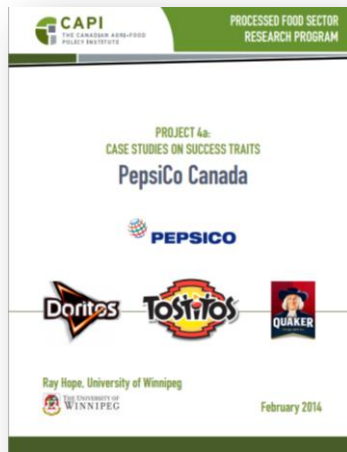 CAPI
THE CANADIAN AGRI-FOOD
POLICY INSTITUTE
PROCESSED FOOD SECTOR
RESEARCH PROGRAM
PROJECT 4a:
CASE STUDIES ON SUCCESS TRAITS
PepsiCo Canada
PEPSICO
Doritos
TOSTITOS
QUAKER
Ray Hope, University of Winnipeg
THE UNIVERSITY OF
WINNIPEG
February 2014